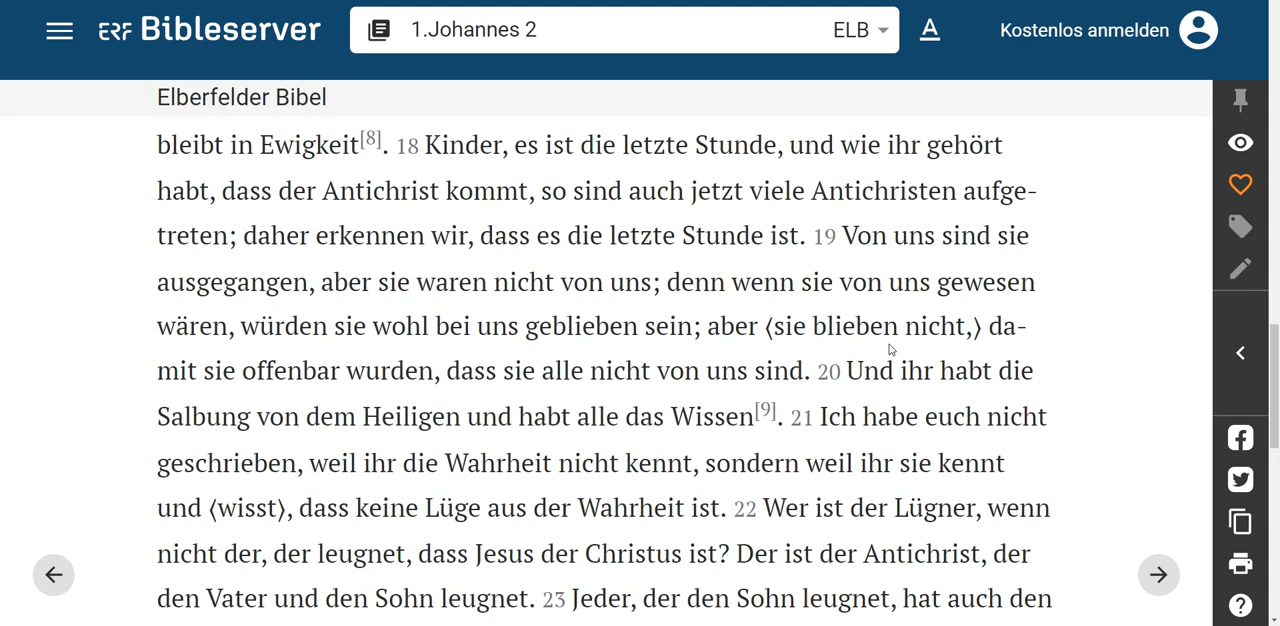 ERF Bibleserver
1.Johannes 2
ELB
A
Kostenlos anmelden
Elberfelder Bibel
bleibt in Ewigkeit[8]. 18 Kinder, es ist die letzte Stunde, und wie ihr gehört
habt, dass der Antichrist kommt, so sind auch jetzt viele Antichristen aufge-
treten; daher erkennen wir, dass es die letzte Stunde ist. 19 Von uns sind sie
ausgegangen, aber sie waren nicht von uns; denn wenn sie von uns gewesen
wären, würden sie wohl bei uns geblieben sein; aber ⟨sie blieben nicht,⟩ da-
mit sie offenbar wurden, dass sie alle nicht von uns sind. 20 Und ihr habt die
Salbung von dem Heiligen und habt alle das Wissen[9]. 21 Ich habe euch nicht
geschrieben, weil ihr die Wahrheit nicht kennt, sondern weil ihr sie kennt
und ⟨wisst⟩, dass keine Lüge aus der Wahrheit ist. 22 Wer ist der Lügner, wenn
nicht der, der leugnet, dass Jesus der Christus ist? Der ist der Antichrist, der
den Vater und den Sohn leugnet. 23 Jeder, der den Sohn leugnet, hat auch den